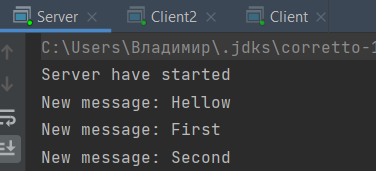 Server Client2 Client
C:\Users\Владимир\.jdks\corretto-1
Server have started
New message: Hellow
New message: First
New message: Second